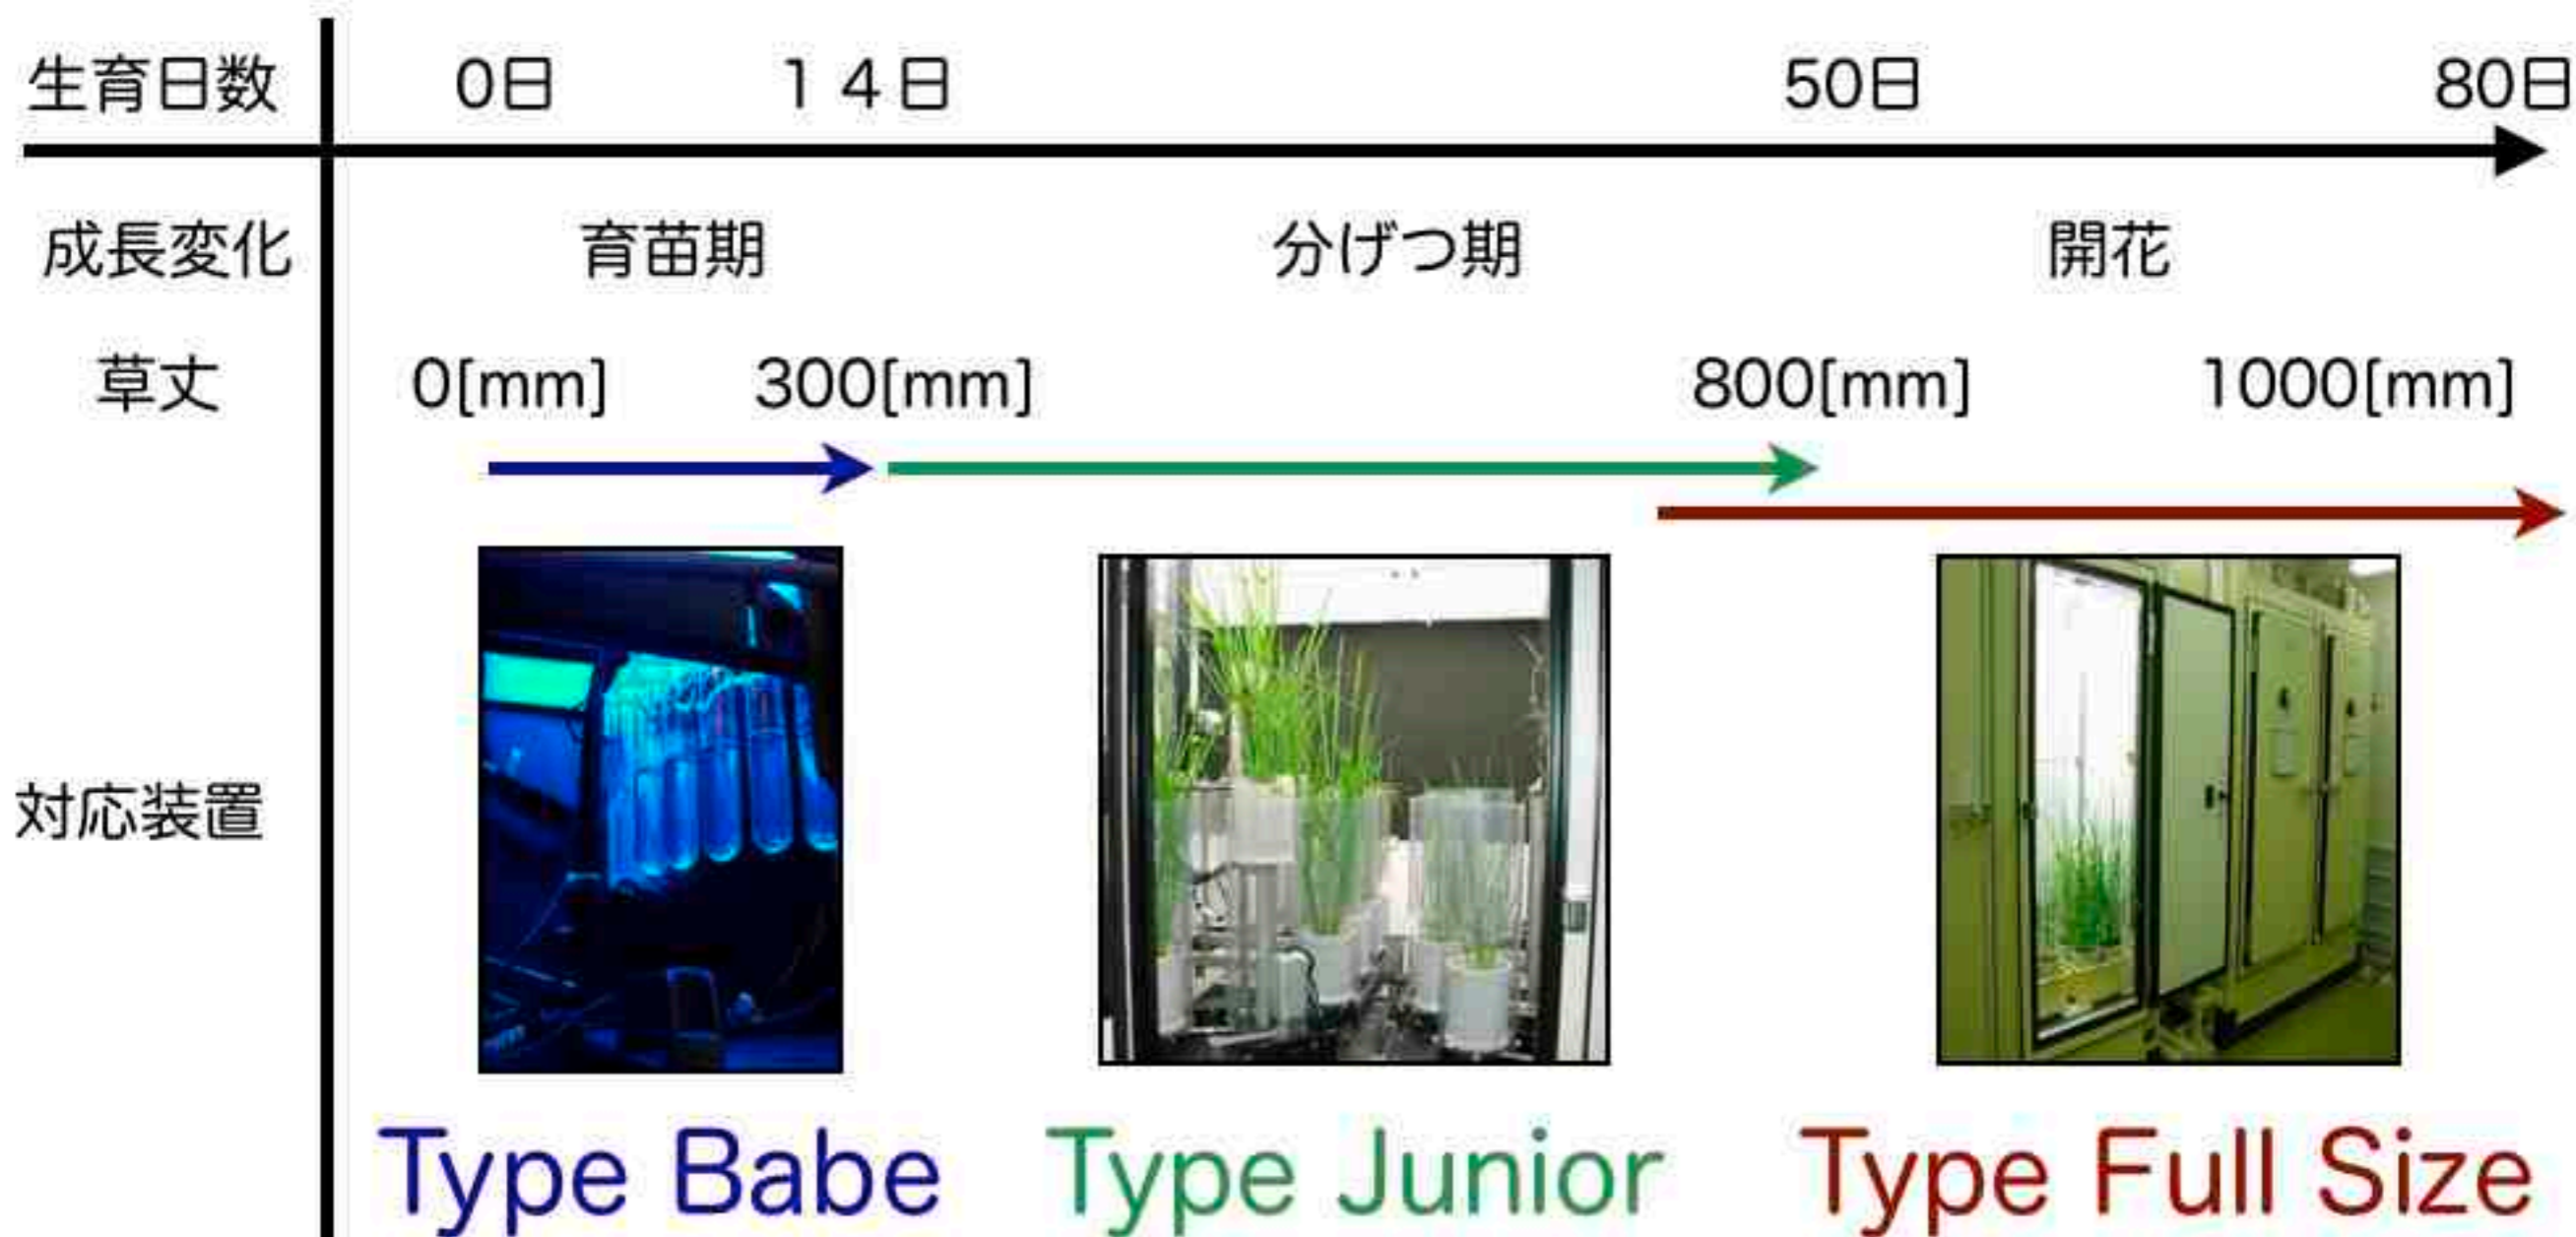 生育日数 0日 １４日 50日 80日
成長変化 育苗期 分げつ期 開花
草丈 0[mm] 300[mm] 800[mm] 1000[mm]
対応装置
Type Babe Type Junior Type Full Size